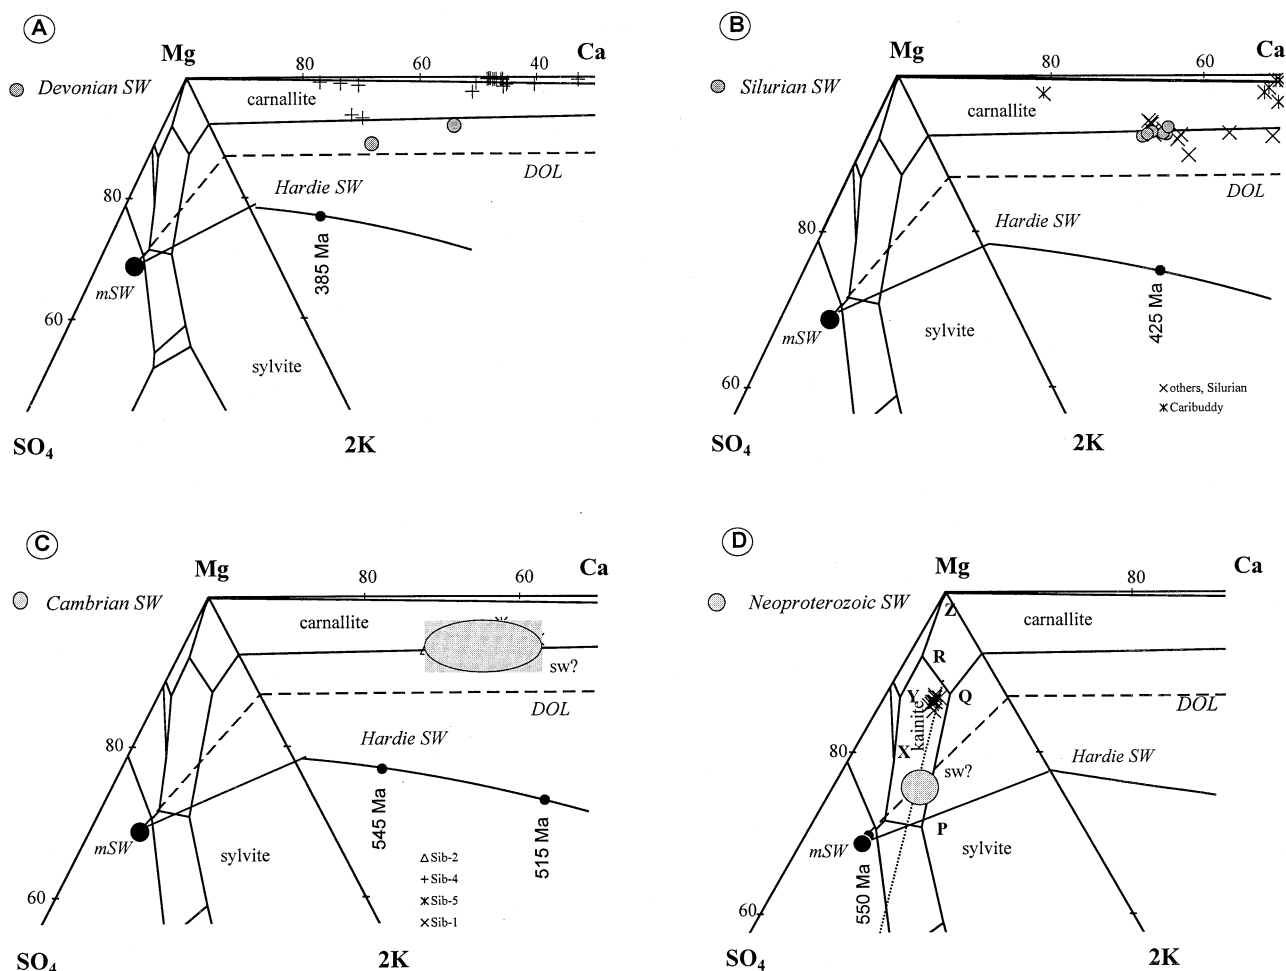 A
Mg
80
60
40
Ca
Devonian SW
carnallite
DOL
Hardie SW
80
385 Ma
mSW
60
sylvite
SO4
2K
B
Mg
80
60
Ca
Silurian SW
carnallite
DOL
Hardie SW
80
425 Ma
mSW
sylvite
60
others, Silurian
Caribuddy
SO4
2K
C
Mg
80
60
Ca
Cambrian SW
carnallite
sw?
DOL
Hardie SW
80
545 Ma
515 Ma
mSW
sylvite
Sib-2
Sib-4
Sib-5
Sib-1
60
SO4
2K
D
Mg
80
Ca
Neoproterozoic SW
Z
carnallite
R
Y
Q
kainite
DOL
X
80
Hardie SW
sw?
P
mSW
sylvite
550 Ma
60
SO4
2K